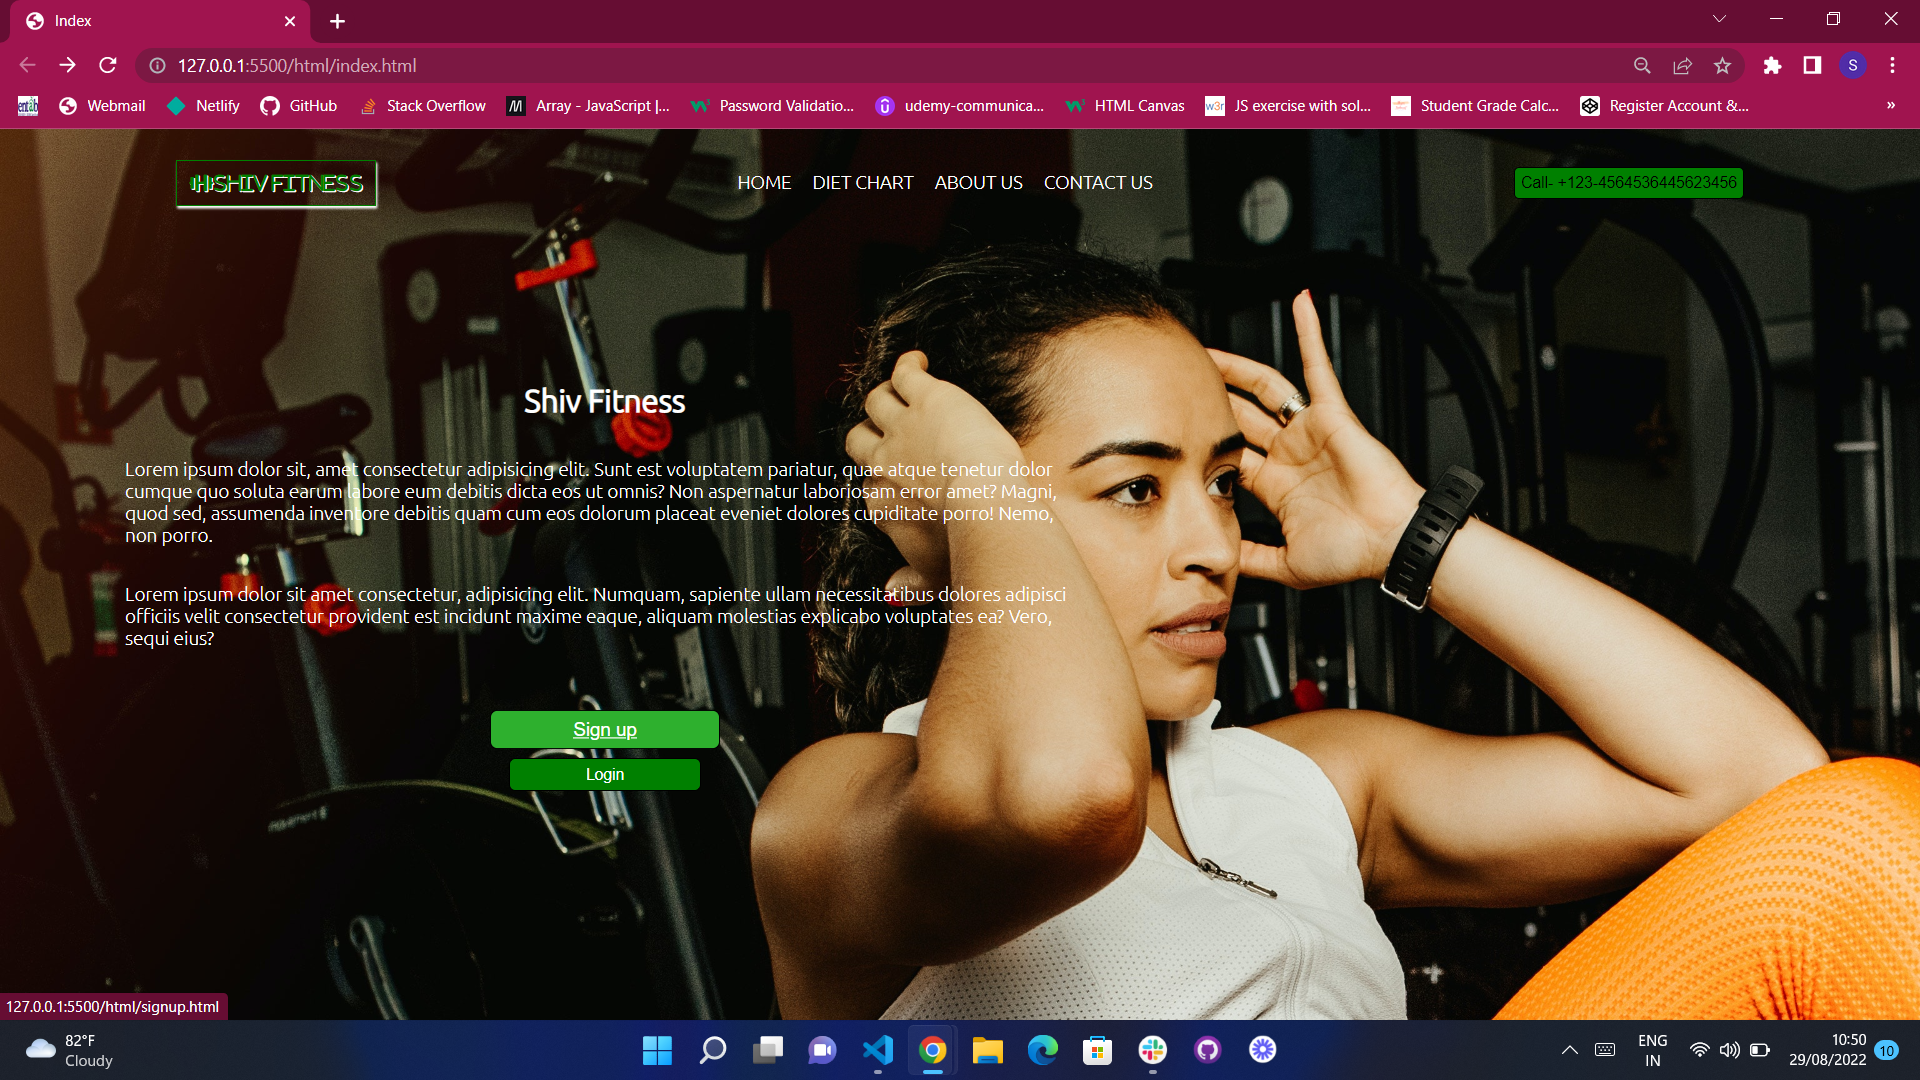 Index
127.0.0.1:5500/html/index.html
S
Webmail
Netlify
GitHub
Stack Overflow
Array - JavaScript |...
Password Validatio...
udemy-communica...
HTML Canvas
w3r
JS exercise with sol...
Student Grade Calc...
Register Account &...
»
SHIV FITNESS
HOME
DIET CHART
ABOUT US
CONTACT US
Call- +123-4564536445623456
Shiv Fitness
Lorem ipsum dolor sit, amet consectetur adipisicing elit. Sunt est voluptatem pariatur, quae atque tenetur dolor
cumque quo soluta earum labore eum debitis dicta eos ut omnis? Non aspernatur laboriosam error amet? Magni,
quod sed, assumenda inventore debitis quam cum eos dolorum placeat eveniet dolores cupiditate porro! Nemo,
non porro.
Lorem ipsum dolor sit amet consectetur, adipisicing elit. Numquam, sapiente ullam necessitatibus dolores adipisci
officiis velit consectetur provident est incidunt maxime eaque, aliquam molestias explicabo voluptates ea? Vero,
sequi eius?
Sign up
Login
127.0.0.1:5500/html/signup.html
82°F
Cloudy
ENG
IN
10:50
29/08/2022
10